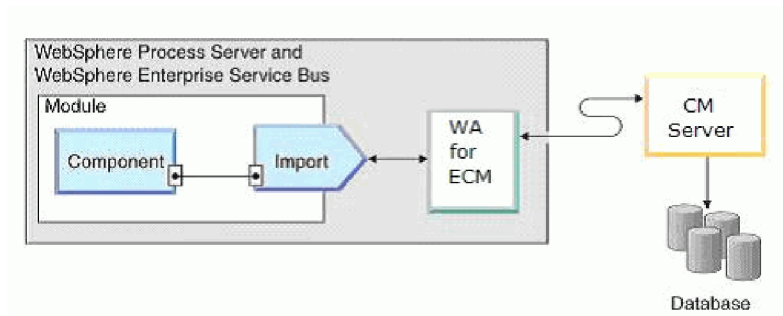 WebSphere Process Server and
WebSphere Enterprise Service Bus
Module
Component
Import
WA
for
ECM
CM
Server
Database